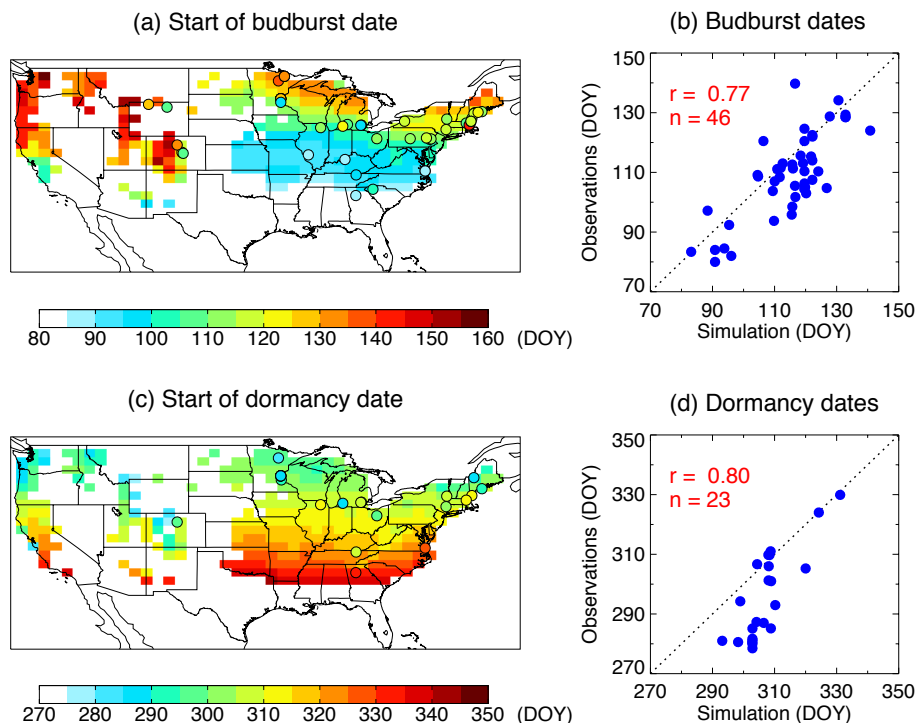 (a) Start of budburst date
80 90 100 110 120 130 140 150 160 (DOY)
(b) Budburst dates
r = 0.77
n = 46
Observations (DOY)
150
130
110
90
70
70 90 110 130 150
Simulation (DOY)
(c) Start of dormancy date
270 280 290 300 310 320 330 340 350 (DOY)
(d) Dormancy dates
r = 0.80
n = 23
Observations (DOY)
350
330
310
290
270
270 290 310 330 350
Simulation (DOY)